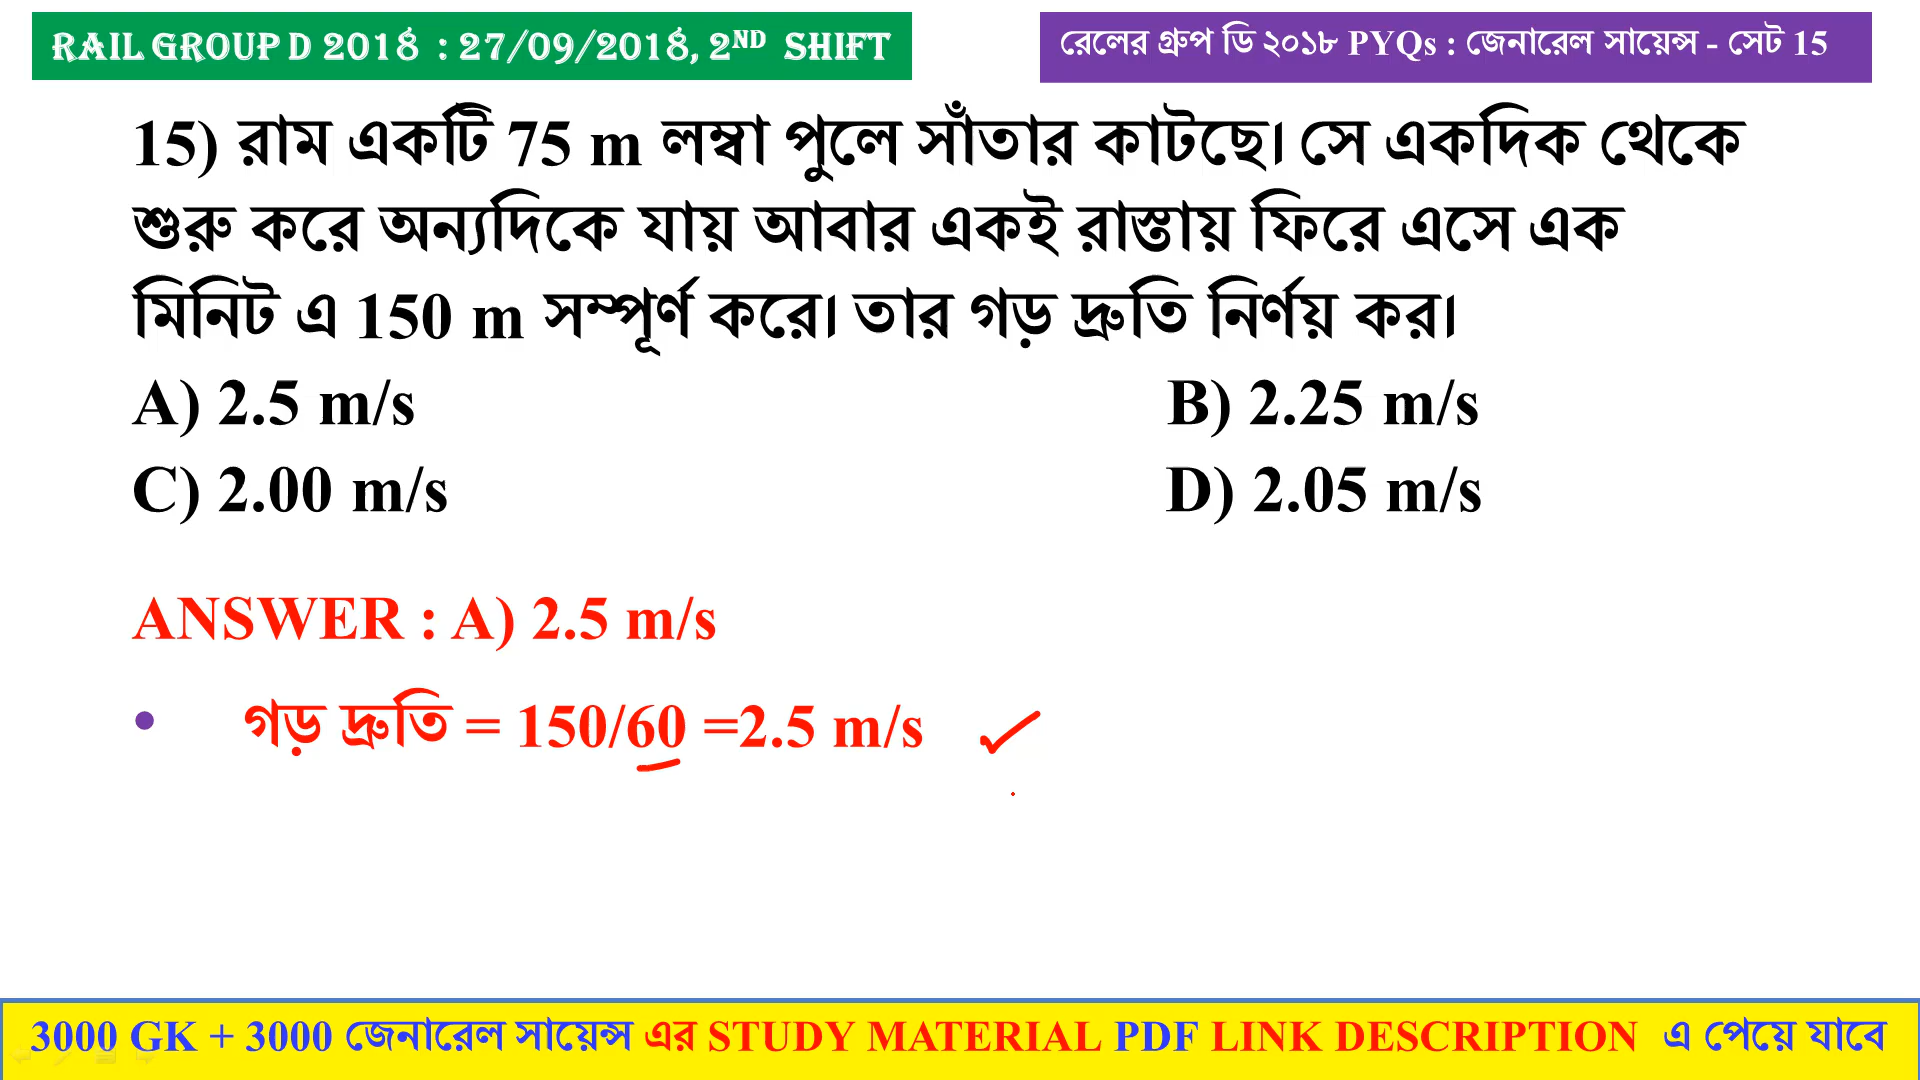 RAIL GROUP D 2018 : 27/09/2018, 2ND SHIFT
রেলের গ্রুপ ডি ২০১৮ PYQs : জেনারেল সায়েন্স - সেট 15
15) রাম একটি 75 m লম্বা পুলে সাঁতার কাটছে। সে একদিক থেকে
শুরু করে অন্যদিকে যায় আবার একই রাস্তায় ফিরে এসে এক
মিনিট এ 150 m সম্পূর্ণ করে। তার গড় দ্রুতি নির্ণয় কর।
A) 2.5 m/s B) 2.25 m/s
C) 2.00 m/s D) 2.05 m/s
ANSWER : A) 2.5 m/s
• গড় দ্রুতি = 150/60 =2.5 m/s
3000 GK + 3000 জেনারেল সায়েন্স এর STUDY MATERIAL PDF LINK DESCRIPTION এ পেয়ে যাবে